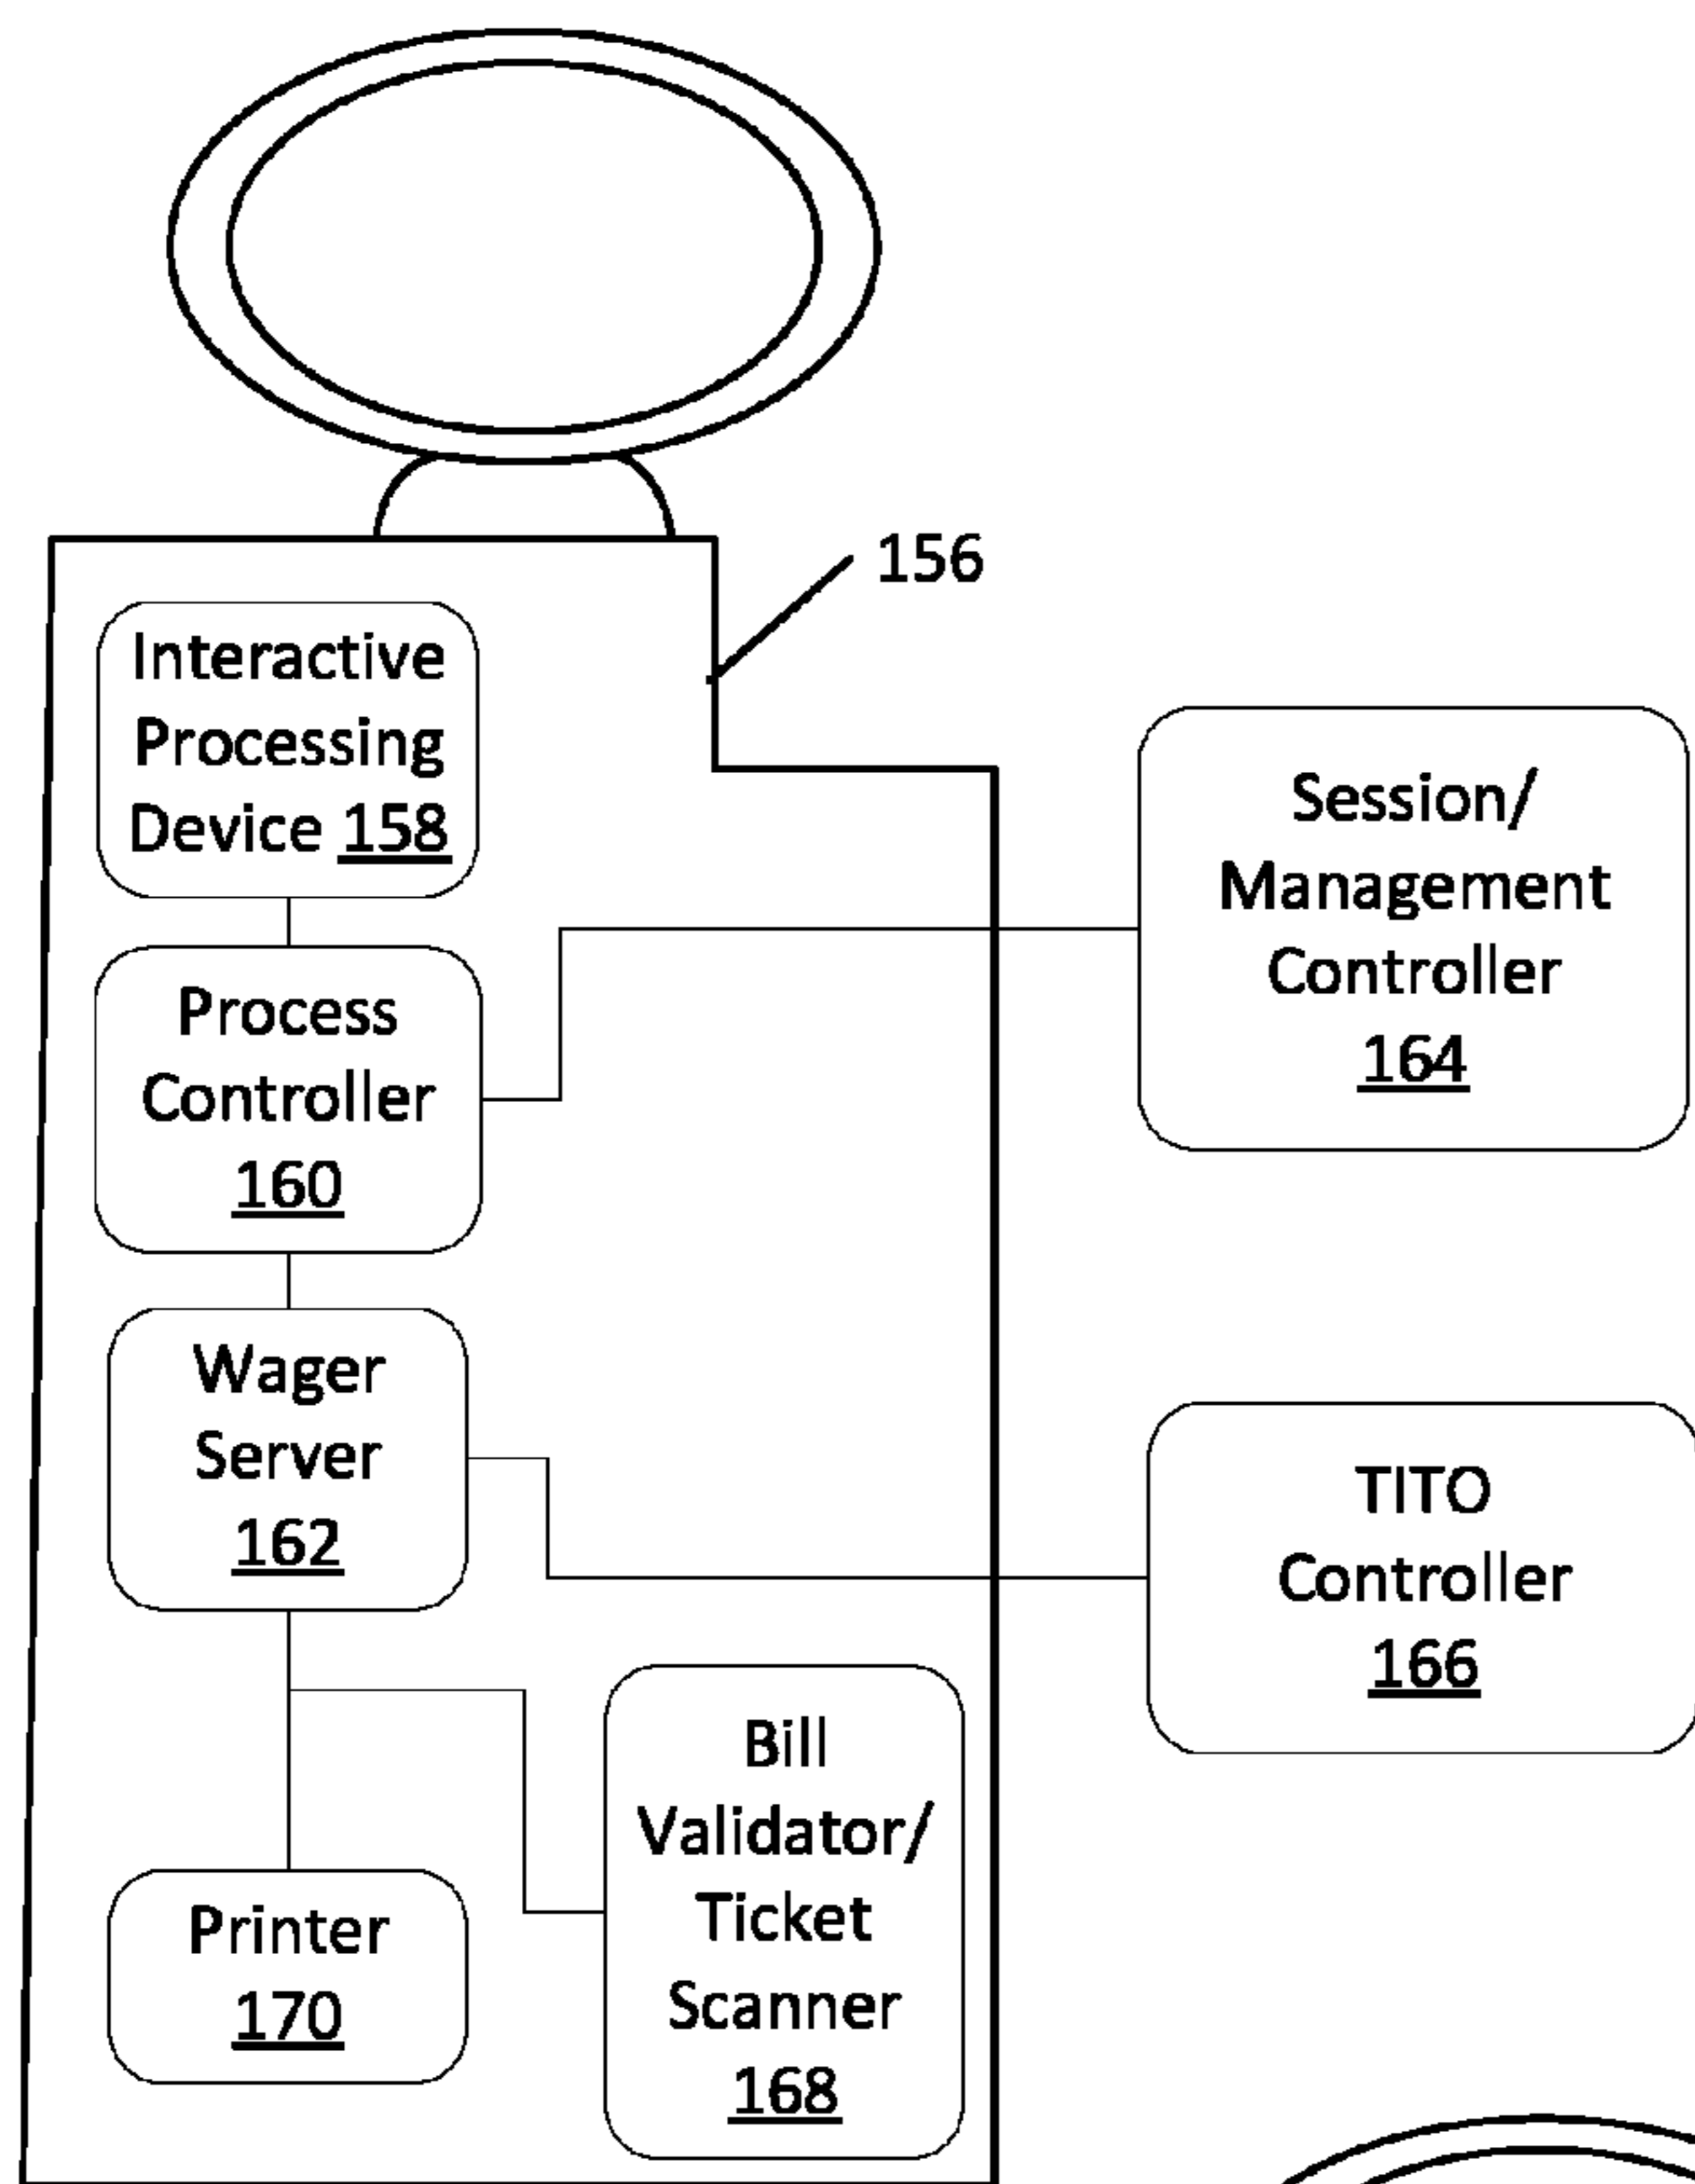 156
Interactive
Processing
Device 158
Process
Controller
160
Wager
Server
162
Printer
170
Bill
Validator/
Ticket
Scanner
168
Session/
Management
Controller
164
TITO
Controller
166